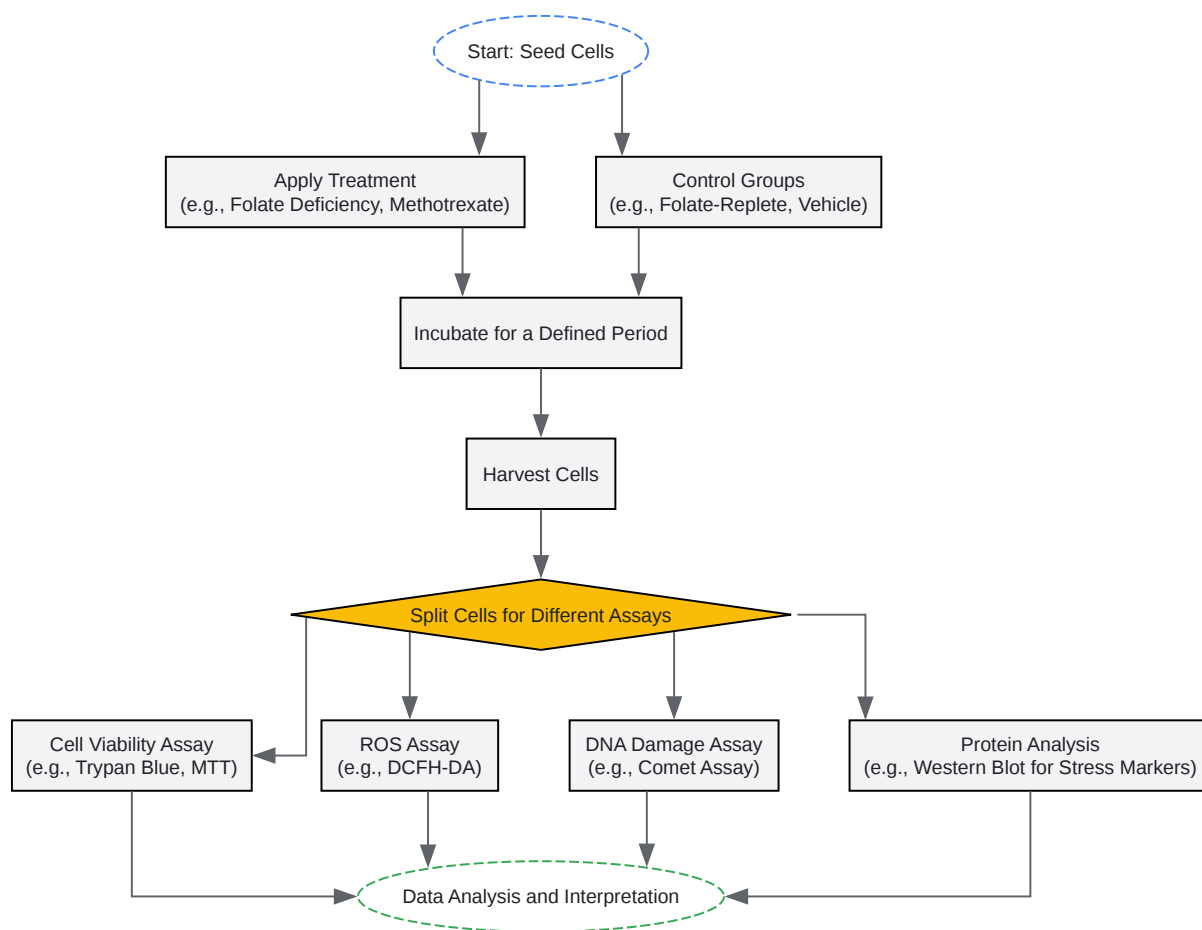 Start: Seed Cells
Apply Treatment
(e.g., Folate Deficiency, Methotrexate)
Control Groups
(e.g., Folate-Replete, Vehicle)
Incubate for a Defined Period
Harvest Cells
Split Cells for Different Assays
Cell Viability Assay
(e.g., Trypan Blue, MTT)
ROS Assay
(e.g., DCFH-DA)
DNA Damage Assay
(e.g., Comet Assay)
Protein Analysis
(e.g., Western Blot for Stress Markers)
Data Analysis and Interpretation